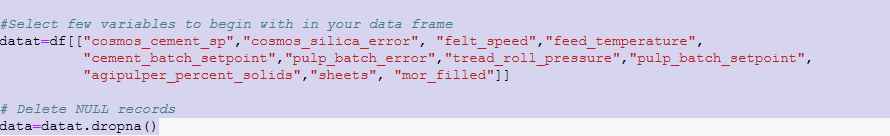 #Select few variables to begin with in your data frame
datat=df[["cosmos_cement_sp","cosmos_silica_error", "felt_speed","feed_temperature",
"cement_batch_setpoint","pulp_batch_error","tread_roll_pressure","pulp_batch_setpoint",
"agipulper_percent_solids","sheets", "mor_filled"]]
# Delete NULL records
data=datat.dropna()